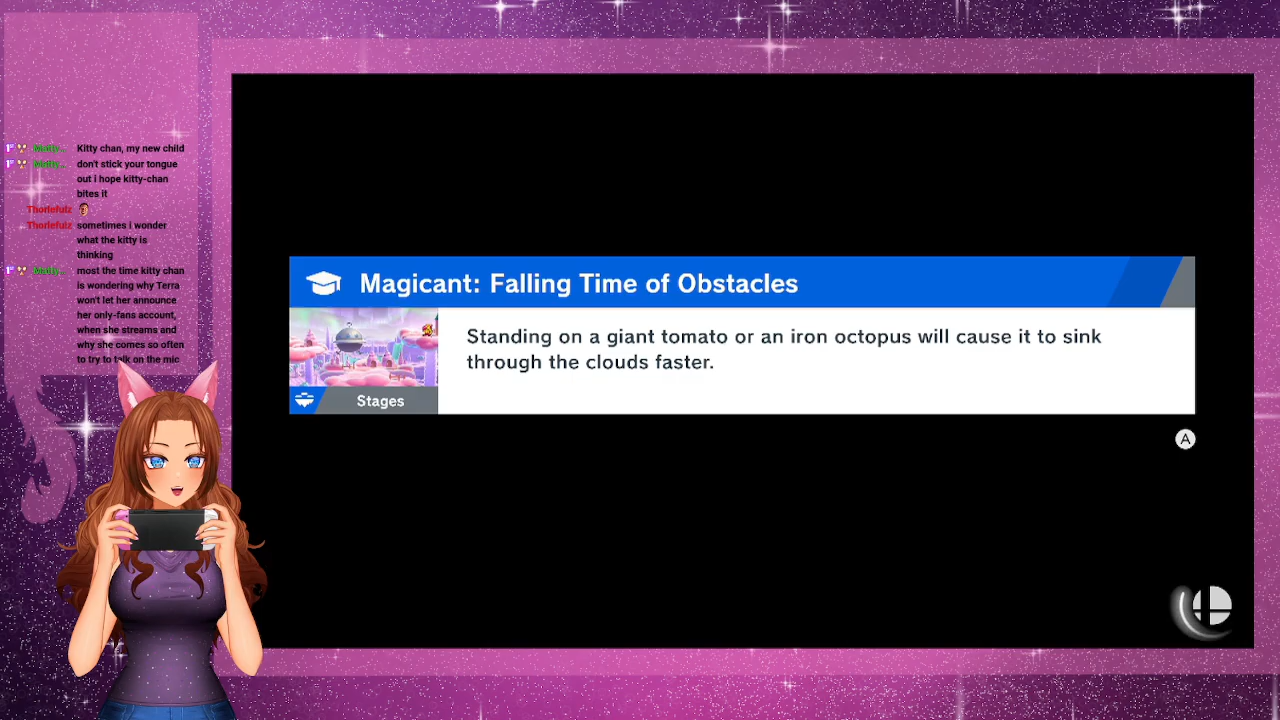 Kitty chan, my new child
don't stick your tongue
out i hope kitty-chan
bites it
Thorlefulz
Thorlefulz sometimes i wonder
what the kitty is
thinking
most the time kitty chan
is wondering why Terra
won't let her announce
her only-fans account,
when she streams and
why she comes so often
to try to talk on the mic
Magicant: Falling Time of Obstacles
Standing on a giant tomato or an iron octopus will cause it to sink
through the clouds faster.
Stages
A